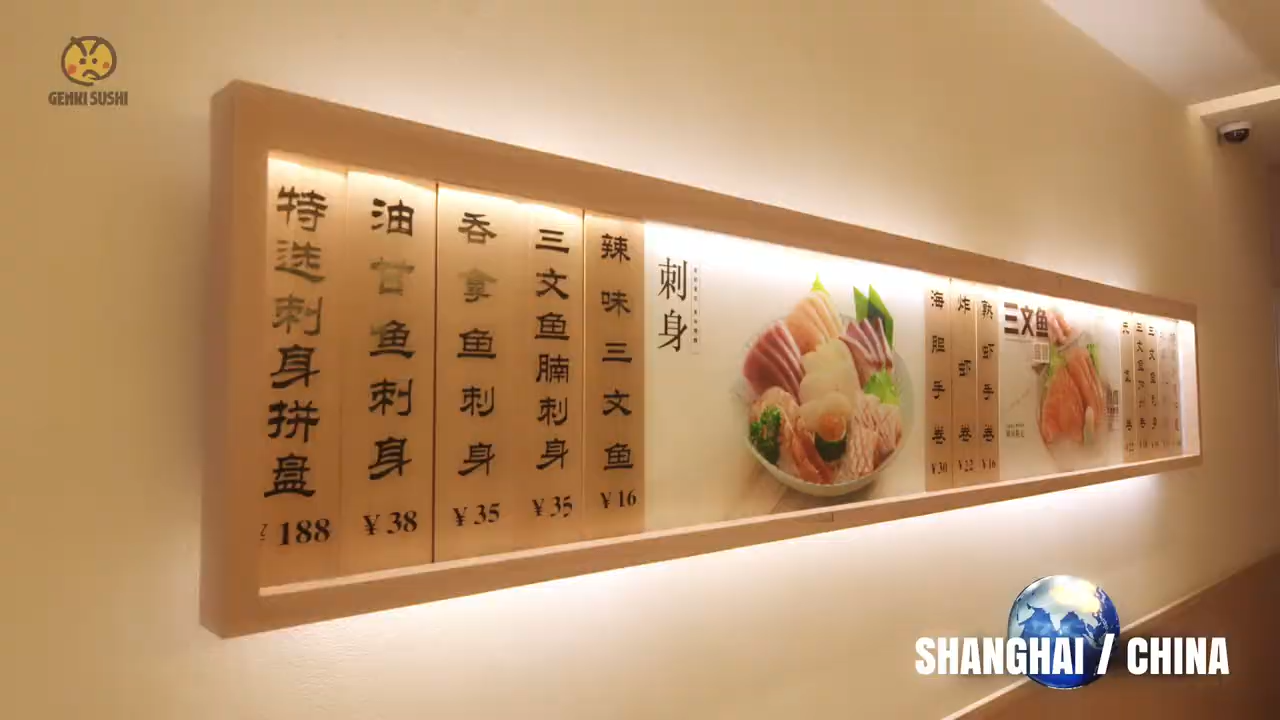 GENKI SUSHI
特选刺身拼盘
¥188
油甘鱼刺身
¥38
吞拿鱼刺身
¥35
三文鱼腩刺身
¥35
辣味三文鱼
¥16
刺身
海胆手卷
¥30
炸虾卷
¥22
熟虾手卷
¥16
三文鱼
SHANGHAI / CHINA